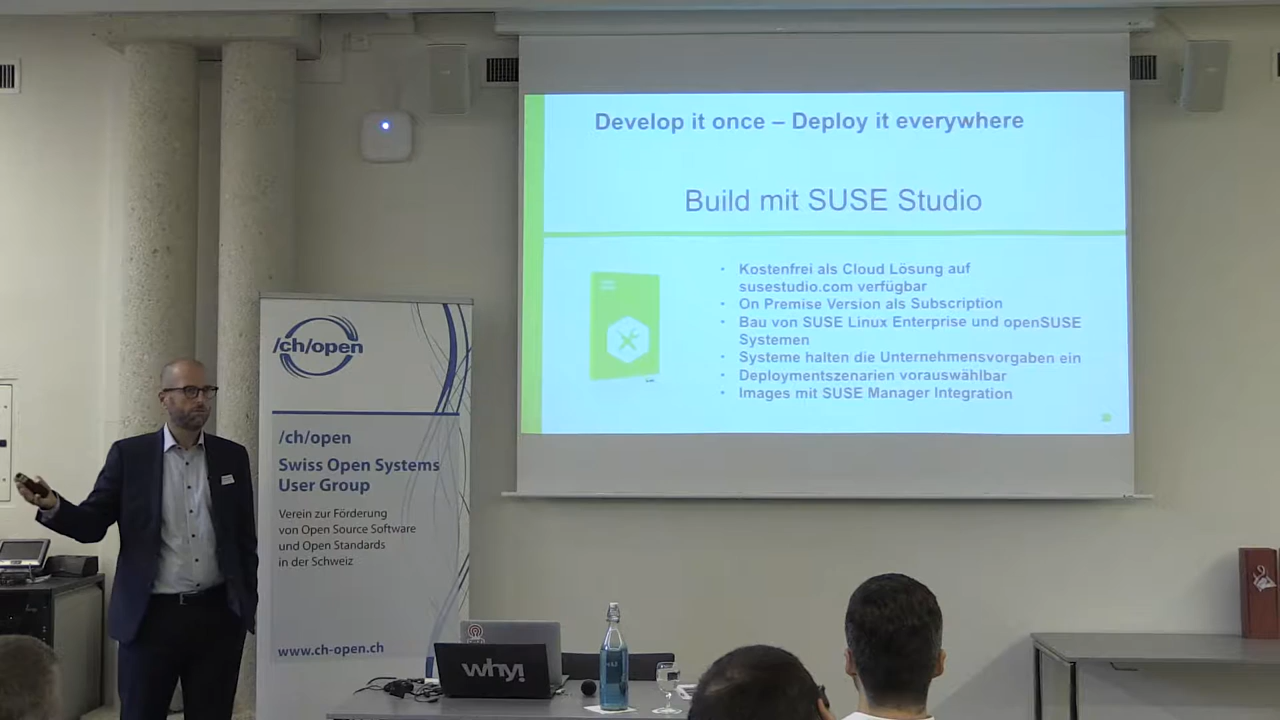 Develop it once – Deploy it everywhere
Build mit SUSE Studio
• Kostenfrei als Cloud Lösung auf
susestudio.com verfügbar
• On Premise Version als Subscription
• Bau von SUSE Linux Enterprise und openSUSE
Systemen
• Systeme halten die Unternehmensvorgaben ein
• Deploymentszenarien vorauswählbar
• Images mit SUSE Manager Integration
/ch/open
/ch/open
Swiss Open Systems
User Group
Verein zur Förderung
von Open Source Software
und Open Standards
in der Schweiz
www.ch-open.ch
why!